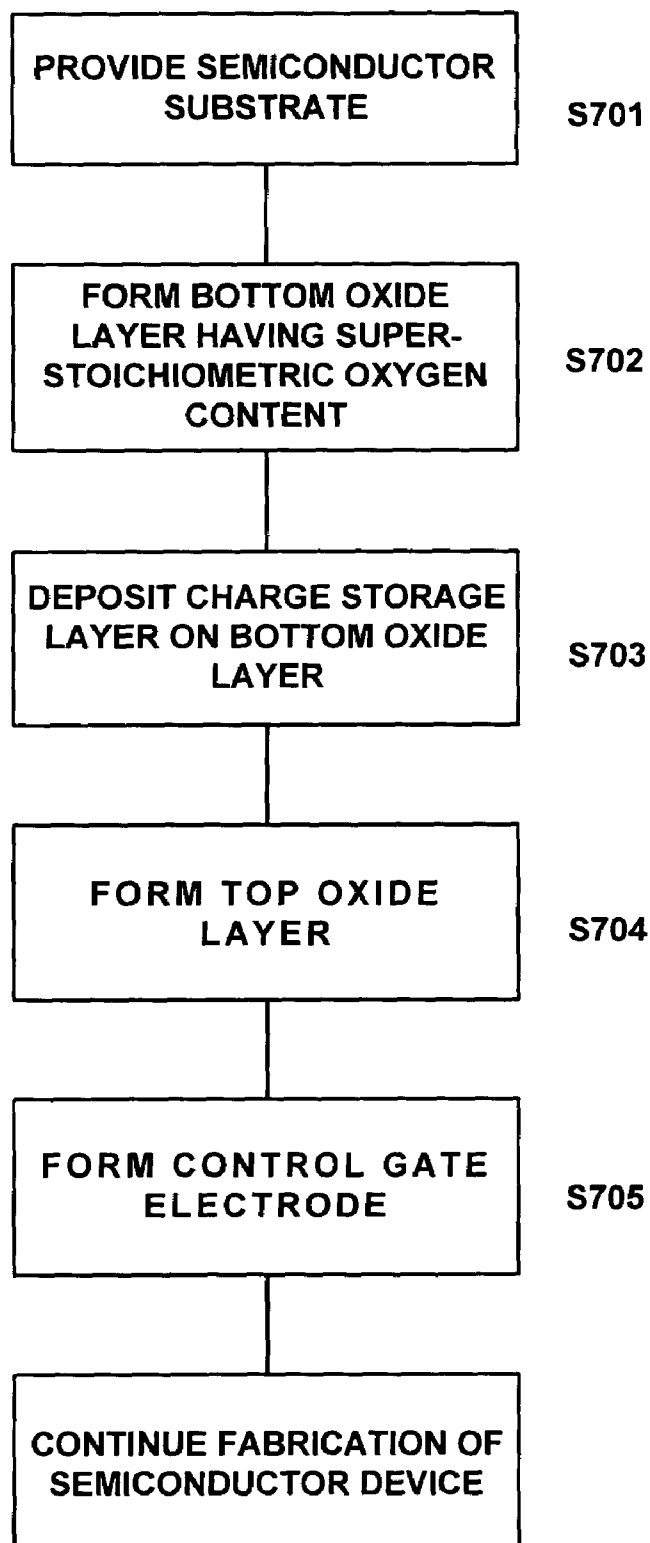 PROVIDE SEMICONDUCTOR
SUBSTRATE
S701
FORM BOTTOM OXIDE
LAYER HAVING SUPER-
STOICHIOMETRIC OXYGEN
CONTENT
S702
DEPOSIT CHARGE STORAGE
LAYER ON BOTTOM OXIDE
LAYER
S703
FORM TOP OXIDE
LAYER
S704
FORM CONTROL GATE
ELECTRODE
S705
CONTINUE FABRICATION OF
SEMICONDUCTOR DEVICE